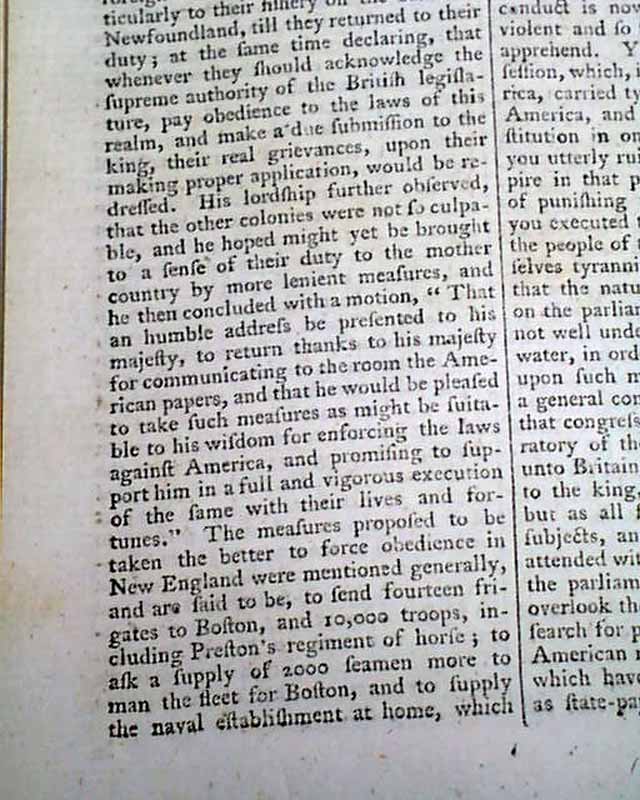 ticularly to their fiſhery on the
Newfoundland, till they returned to their
duty; at the ſame time declaring, that
whenever they ſhould acknowledge the
ſupreme authority of the Britiſh legiſla-
ture, pay obedience to the laws of this
realm, and make a due ſubmiſſion to the
king, their real grievances, upon their
making proper application, would be re-
dreſſed. His lordſhip further obſerved,
that the other colonies were not ſo culpa-
ble, and he hoped might yet be brought
to a ſenſe of their duty to the mother
country by more lenient meaſures, and
he then concluded with a motion, “ That
an humble addreſs be preſented to his
majeſty, to return thanks to his majeſty
for communicating to the room the Ame-
rican papers, and that he would be pleaſed
to take ſuch meaſures as might be ſuita-
ble to his wiſdom for enforcing the laws
againſt America, and promiſing to ſup-
port him in a full and vigorous execution
of the ſame with their lives and for-
tunes.” The meaſures propoſed to be
taken the better to force obedience in
New England were mentioned generally,
and are ſaid to be, to ſend fourteen fri-
gates to Boſton, and 10,000 troops, in-
cluding Preſton's regiment of horſe; to
aſk a ſupply of 2000 ſeamen more to
man the fleet for Boſton, and to ſupply
the naval eſtabliſhment at home, which
conduct is now
violent and ſo
apprehend. Y
ſeſſion, which, i
rica, carried ty
America, and
ſtitution in or
you utterly rui
pire in that p
of puniſhing
you executed t
the people of t
ſelves tyranni
that the natu
on the parlian
not well unde
water, in ord
upon ſuch m
a general con
that congreſs
ratory of th
unto Britain
to the king.
but as all ſ
ſubjects, an
attended wit
the parliam
overlook th
ſearch for p
American m
which have
as ſtate-pa